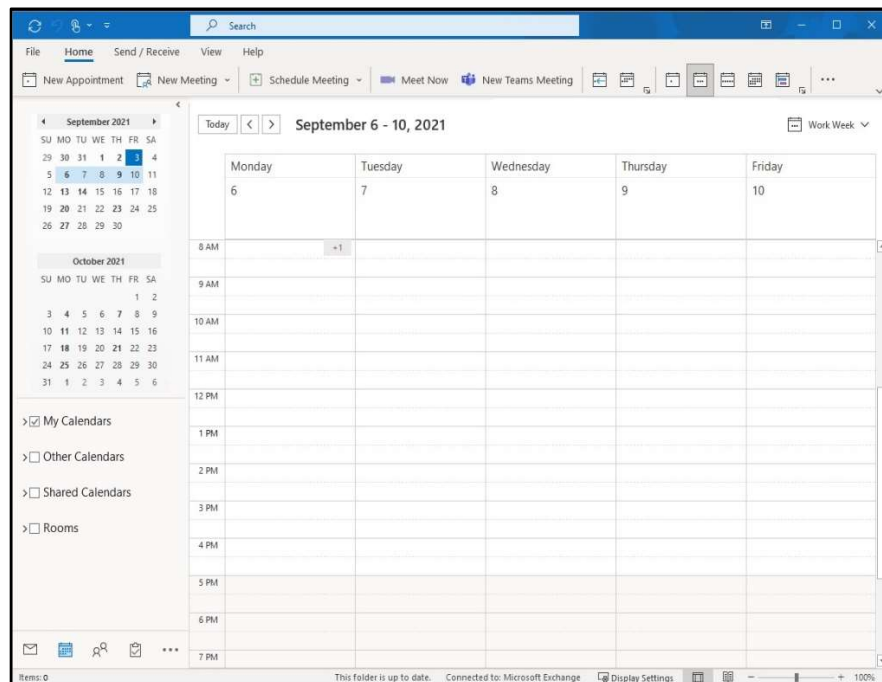 Search
File Home Send / Receive View Help
New Appointment New Meeting Schedule Meeting Meet Now New Teams Meeting
September 2021
SU MO TU WE TH FR SA
29 30 31 1 2 3 4
5 6 7 8 9 10 11
12 13 14 15 16 17 18
19 20 21 22 23 24 25
26 27 28 29 30
October 2021
SU MO TU WE TH FR SA
1 2
3 4 5 6 7 8 9
10 11 12 13 14 15 16
17 18 19 20 21 22 23
24 25 26 27 28 29 30
31 1 2 3 4 5 6
My Calendars
Other Calendars
Shared Calendars
Rooms
Today September 6 - 10, 2021 Work Week
Monday Tuesday Wednesday Thursday Friday
6 7 8 9 10
8 AM +1
9 AM
10 AM
11 AM
12 PM
1 PM
2 PM
3 PM
4 PM
5 PM
6 PM
7 PM
Items: 0 This folder is up to date. Connected to: Microsoft Exchange Display Settings 100%